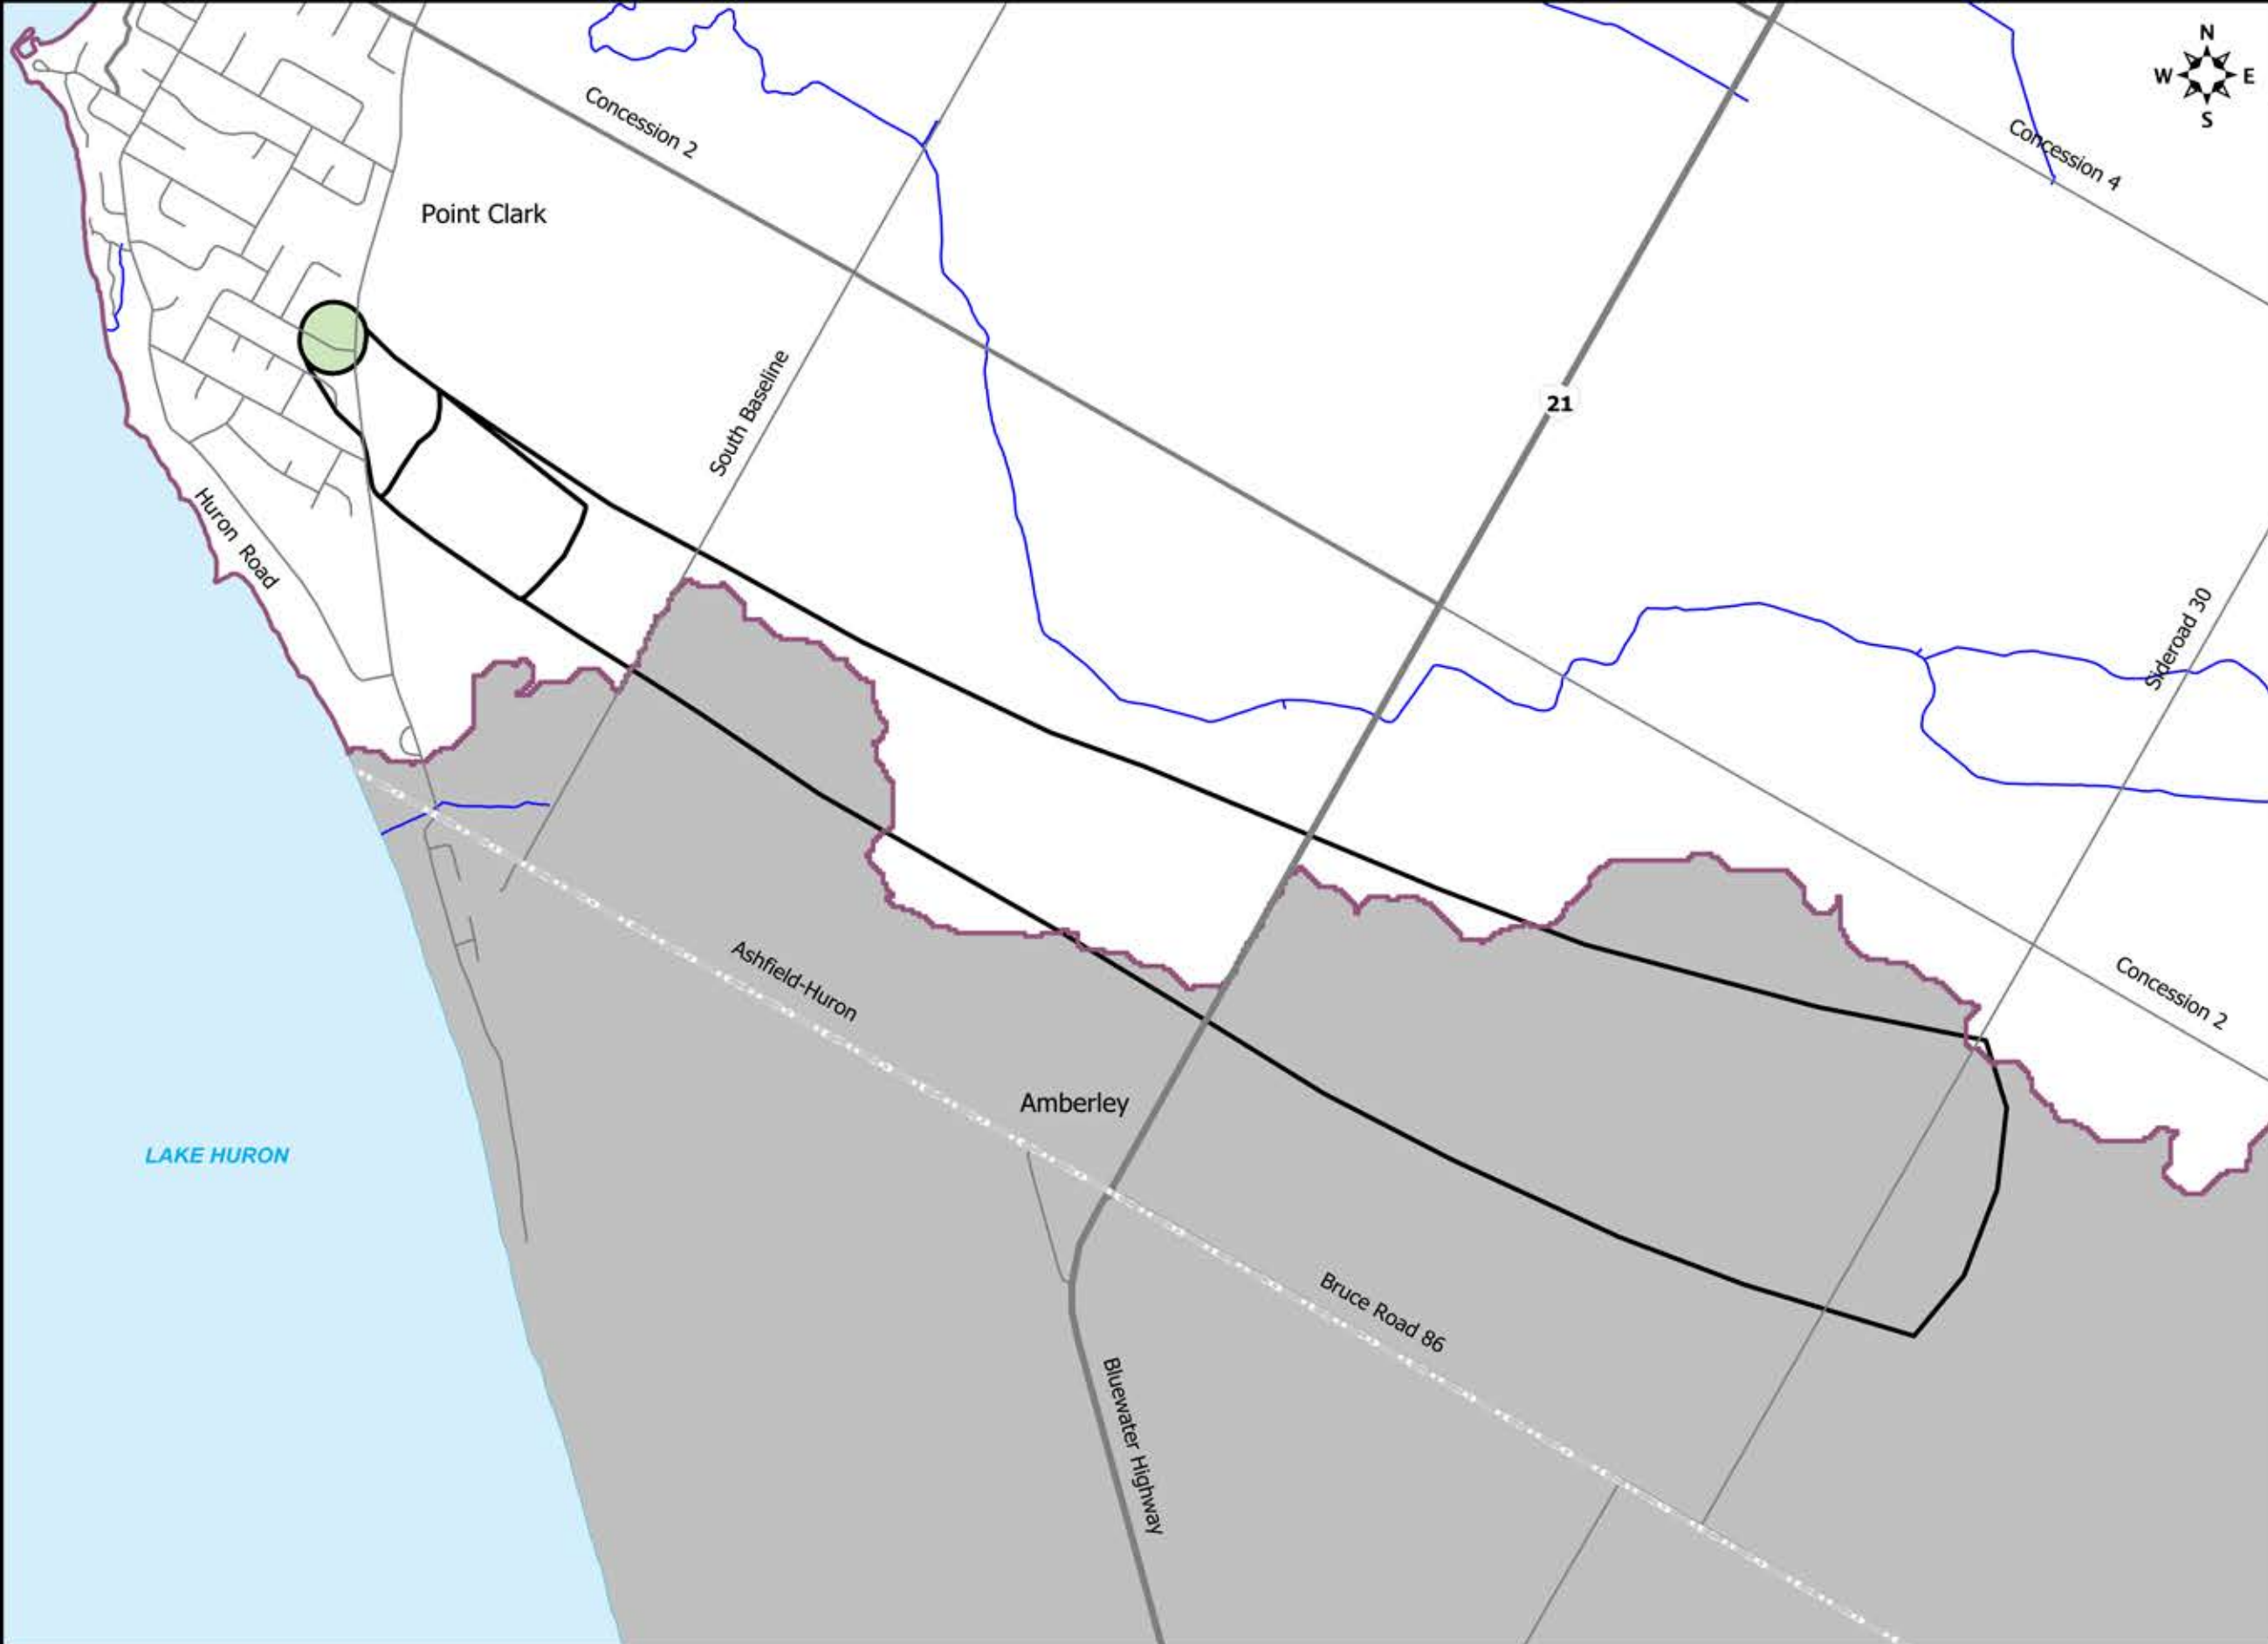 N
W E
S
Concession 2
Concession 4
Point Clark
South Baseline
21
Huron Road
Sideroad 30
Ashfield-Huron
Concession 2
Amberley
LAKE HURON
Bruce Road 86
Bluewater Highway